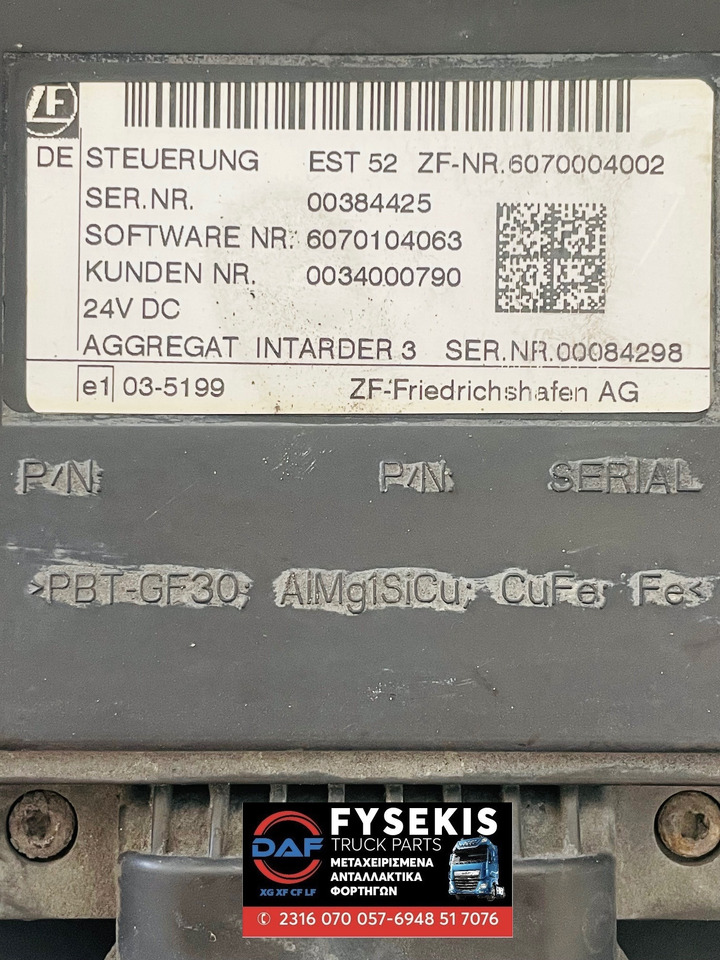 ZF
DE STEUERUNG EST 52 ZF-NR.6070004002
SER.NR. 00384425
SOFTWARE NR. 6070104063
KUNDEN NR. 0034000790
24V DC
AGGREGAT INTARDER 3 SER.NR.00084298
e1 03-5199 ZF-Friedrichshafen AG
P/N P/N SERIAL
>PBT-GF30; AlMg1SiCu; CuFe; Fe<
DAF
XG XF CF LF
FYSEKIS
TRUCK PARTS
ΜΕΤΑΧΕΙΡΙΣΜΕΝΑ
ΑΝΤΑΛΛΑΚΤΙΚΑ
ΦΟΡΤΗΓΩΝ
2316 070 057-6948 51 7076